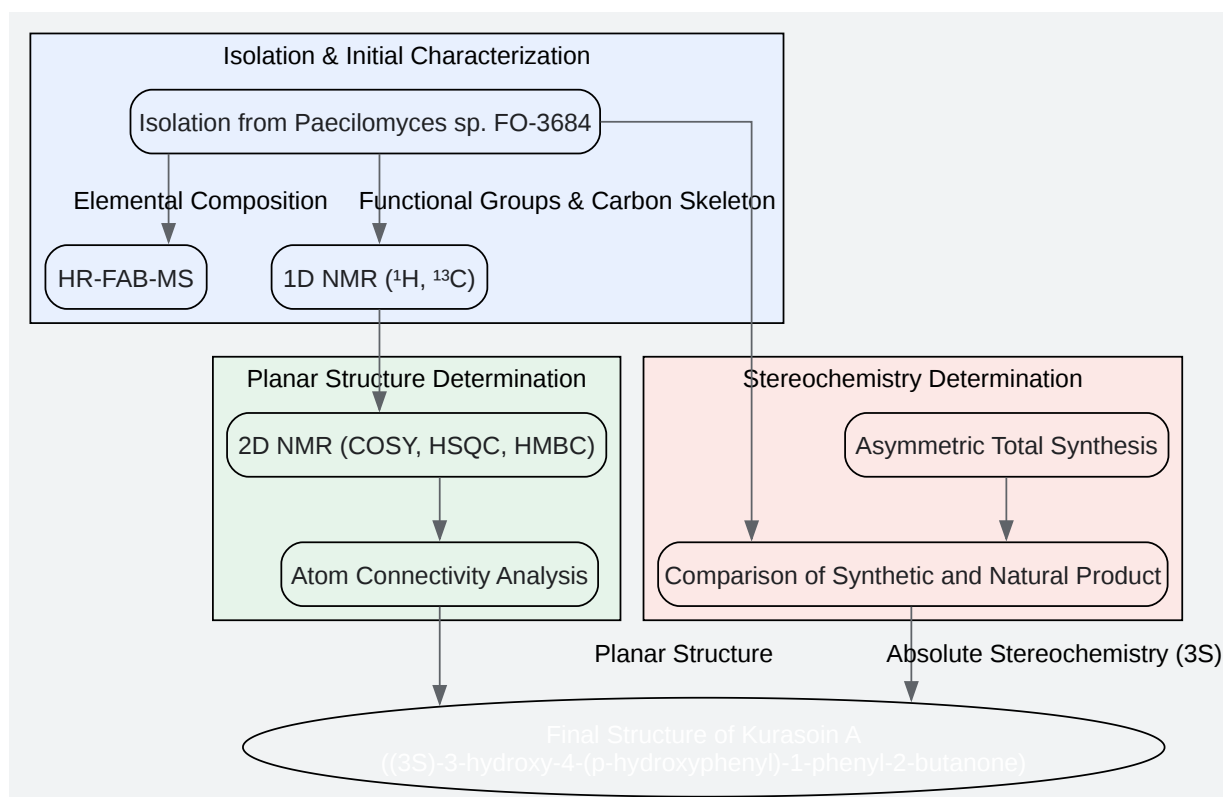 Isolation & Initial Characterization
Isolation from Paecilomyces sp. FO-3684
Elemental Composition
Functional Groups & Carbon Skeleton
HR-FAB-MS
1D NMR (¹H, ¹³C)
Planar Structure Determination
Stereochemistry Determination
2D NMR (COSY, HSQC, HMBC)
Asymmetric Total Synthesis
Atom Connectivity Analysis
Comparison of Synthetic and Natural Product
Planar Structure
Absolute Stereochemistry (3S)
Final Structure of Kurasoin A
((3S)-3-hydroxy-4-(p-hydroxyphenyl)-1-phenyl-2-butanone)